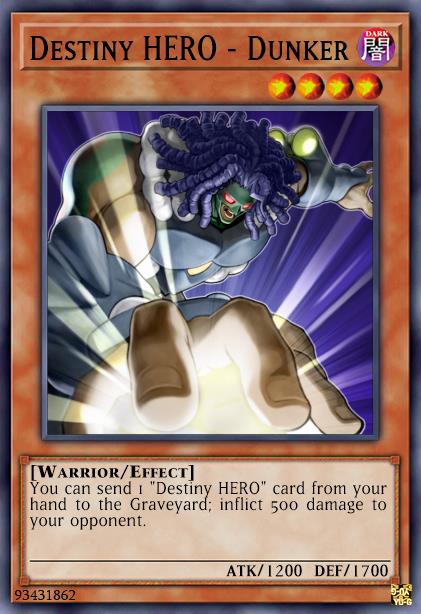 DESTINY HERO - DUNKER
DARK
闇
[WARRIOR/EFFECT]
You can send 1 "Destiny HERO" card from your
hand to the Graveyard; inflict 500 damage to
your opponent.
ATK/1200 DEF/1700
93431862